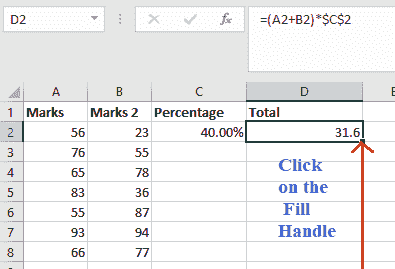 D2 fx =(A2+B2)*$C$2
A B C D E
1 Marks Marks 2 Percentage Total
2 56 23 40.00% 31.6
3 76 55
4 65 78 Click
5 83 36 on the
6 55 87 Fill
7 93 94 Handle
8 66 77